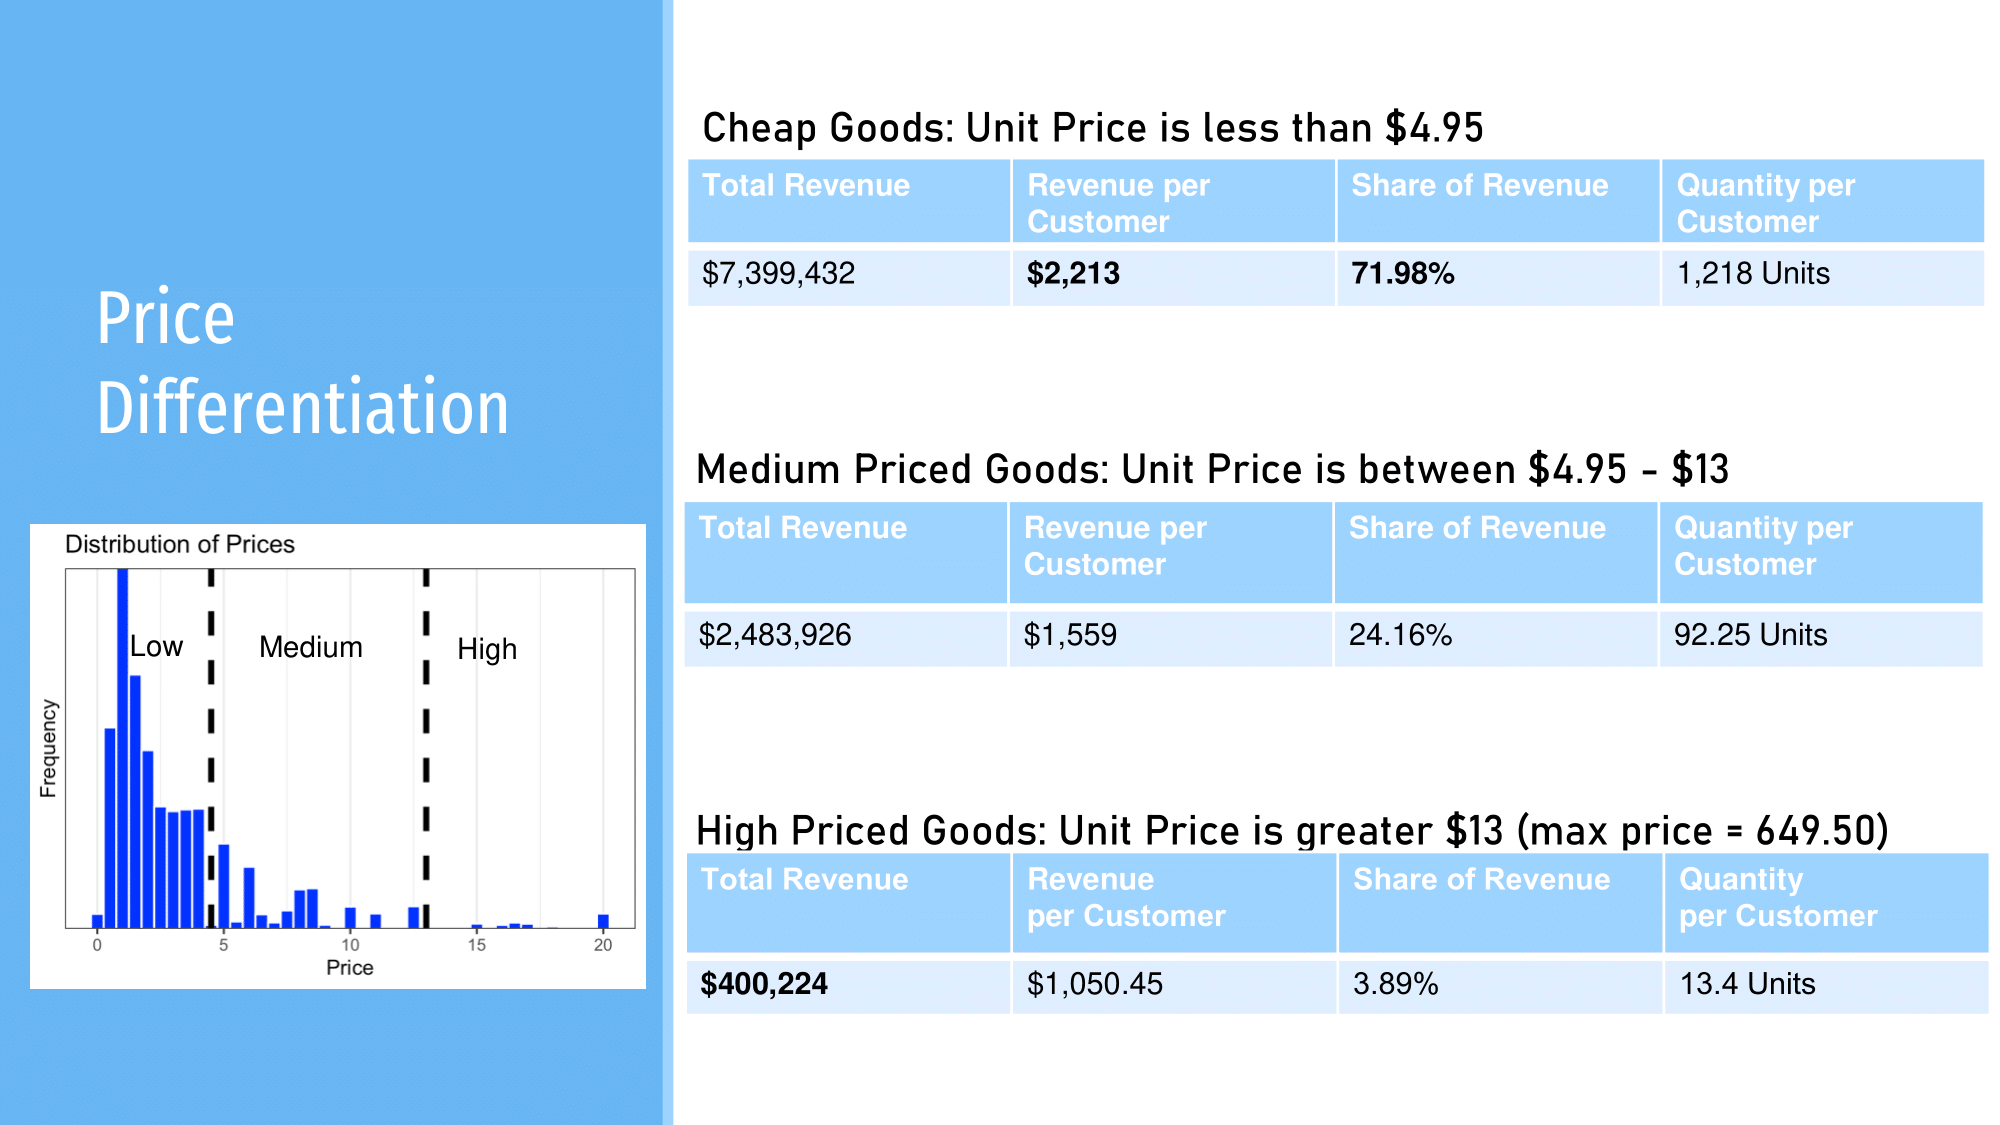 Price
Differentiation
Distribution of Prices
Low
Medium
High
Frequency
0
5
10
15
20
Price
Cheap Goods: Unit Price is less than $4.95
Total Revenue
Revenue per
Customer
Share of Revenue
Quantity per
Customer
$7,399,432
$2,213
71.98%
1,218 Units
Medium Priced Goods: Unit Price is between $4.95 - $13
Total Revenue
Revenue per
Customer
Share of Revenue
Quantity per
Customer
$2,483,926
$1,559
24.16%
92.25 Units
High Priced Goods: Unit Price is greater $13 (max price = 649.50)
Total Revenue
Revenue
per Customer
Share of Revenue
Quantity
per Customer
$400,224
$1,050.45
3.89%
13.4 Units